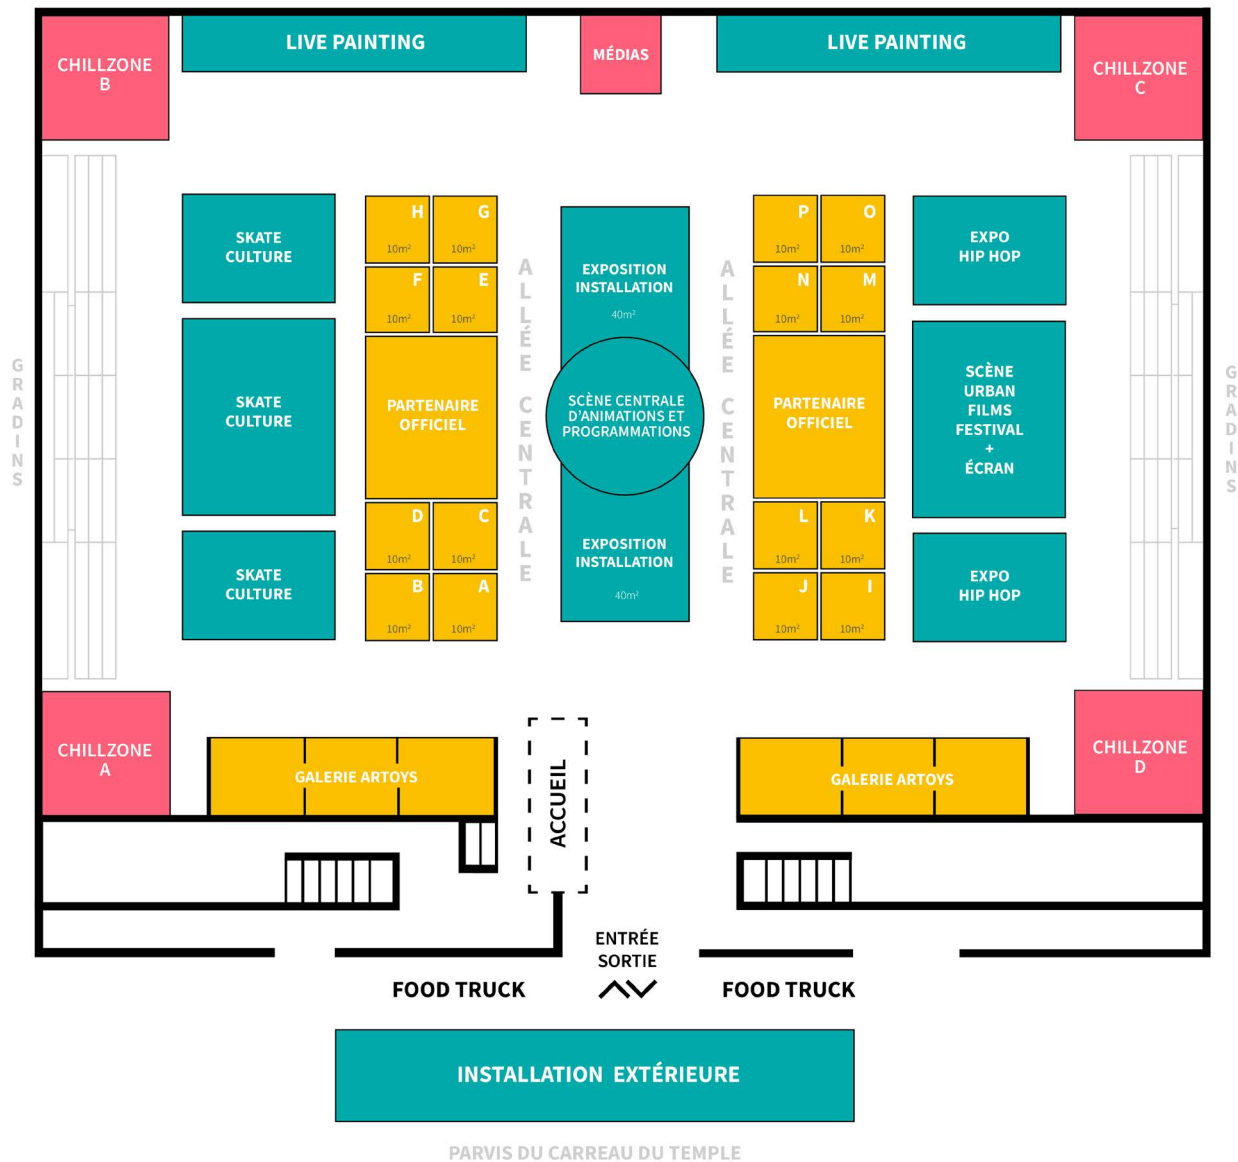 LIVE PAINTING
MÉDIAS
LIVE PAINTING
CHILLZONE
B
CHILLZONE
C
SKATE
CULTURE
H
10m²
G
10m²
F
10m²
E
10m²
ALLÉE CENTRALE
EXPOSITION
INSTALLATION
40m²
ALLÉE CENTRALE
P
10m²
O
10m²
N
10m²
M
10m²
EXPO
HIP HOP
GRADINS
SKATE
CULTURE
PARTENAIRE
OFFICIEL
SCÈNE CENTRALE
D'ANIMATIONS ET
PROGRAMMATIONS
PARTENAIRE
OFFICIEL
SCÈNE
URBAN
FILMS
FESTIVAL
+
ÉCRAN
GRADINS
SKATE
CULTURE
D
10m²
C
10m²
B
10m²
A
10m²
EXPOSITION
INSTALLATION
40m²
L
10m²
K
10m²
J
10m²
I
10m²
EXPO
HIP HOP
CHILLZONE
A
GALERIE ARTOYS
ACCUEIL
GALERIE ARTOYS
CHILLZONE
D
ENTRÉE
SORTIE
FOOD TRUCK
FOOD TRUCK
INSTALLATION EXTÉRIEURE
PARVIS DU CARREAU DU TEMPLE